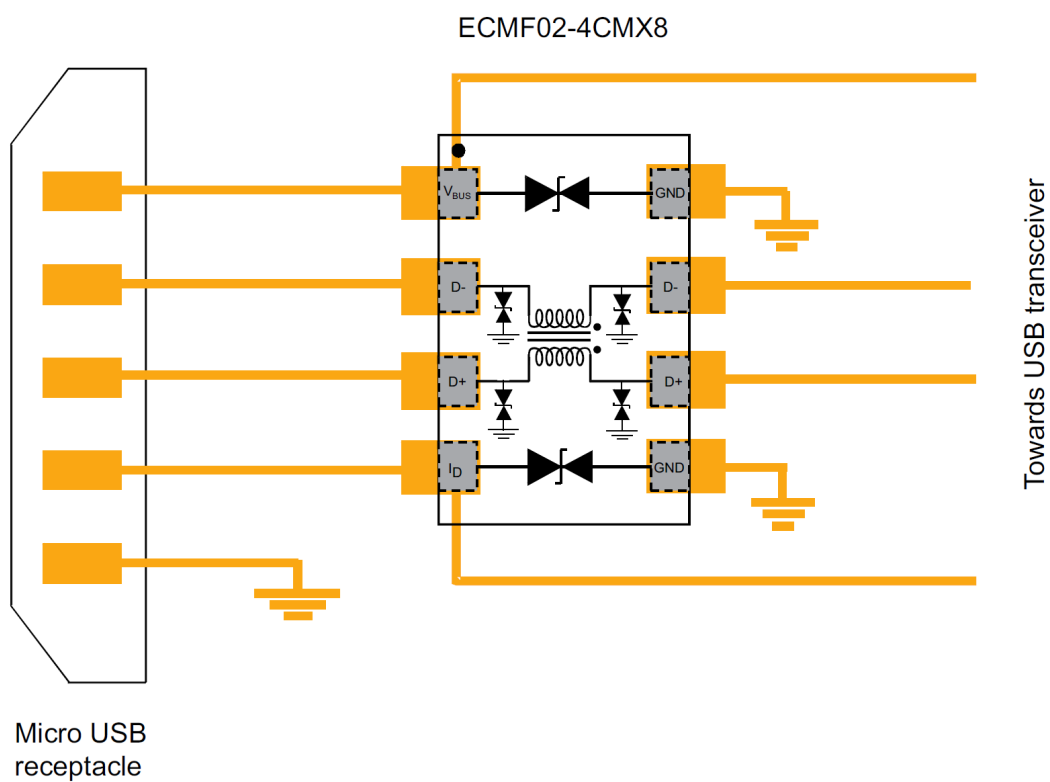 ECMF02-4CMX8
VBUS
GND
D-
D-
D+
D+
ID
GND
Towards USB transceiver
Micro USB
receptacle